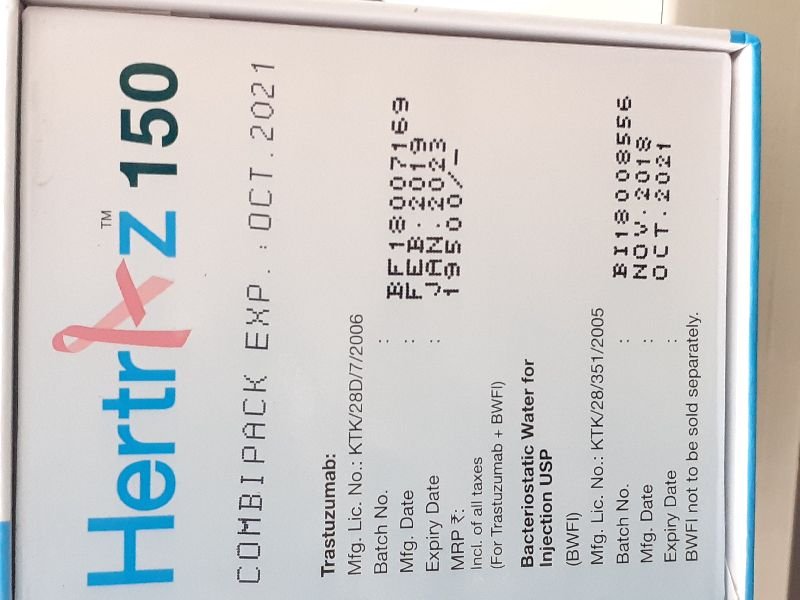 Hertraz 150
TM
COMBIPACK EXP. : OCT.2021
Trastuzumab:
Mfg. Lic. No.: KTK/28D/7/2006
Batch No. : BF18007169
Mfg. Date : FEB.2019
Expiry Date : JAN.2023
MRP ₹: 19500/-
Incl. of all taxes
(For Trastuzumab + BWFI)
Bacteriostatic Water for
Injection USP
(BWFI)
Mfg. Lic. No.: KTK/28/351/2005
Batch No. : BI18008556
Mfg. Date : NOV.2018
Expiry Date : OCT.2021
BWFI not to be sold separately.